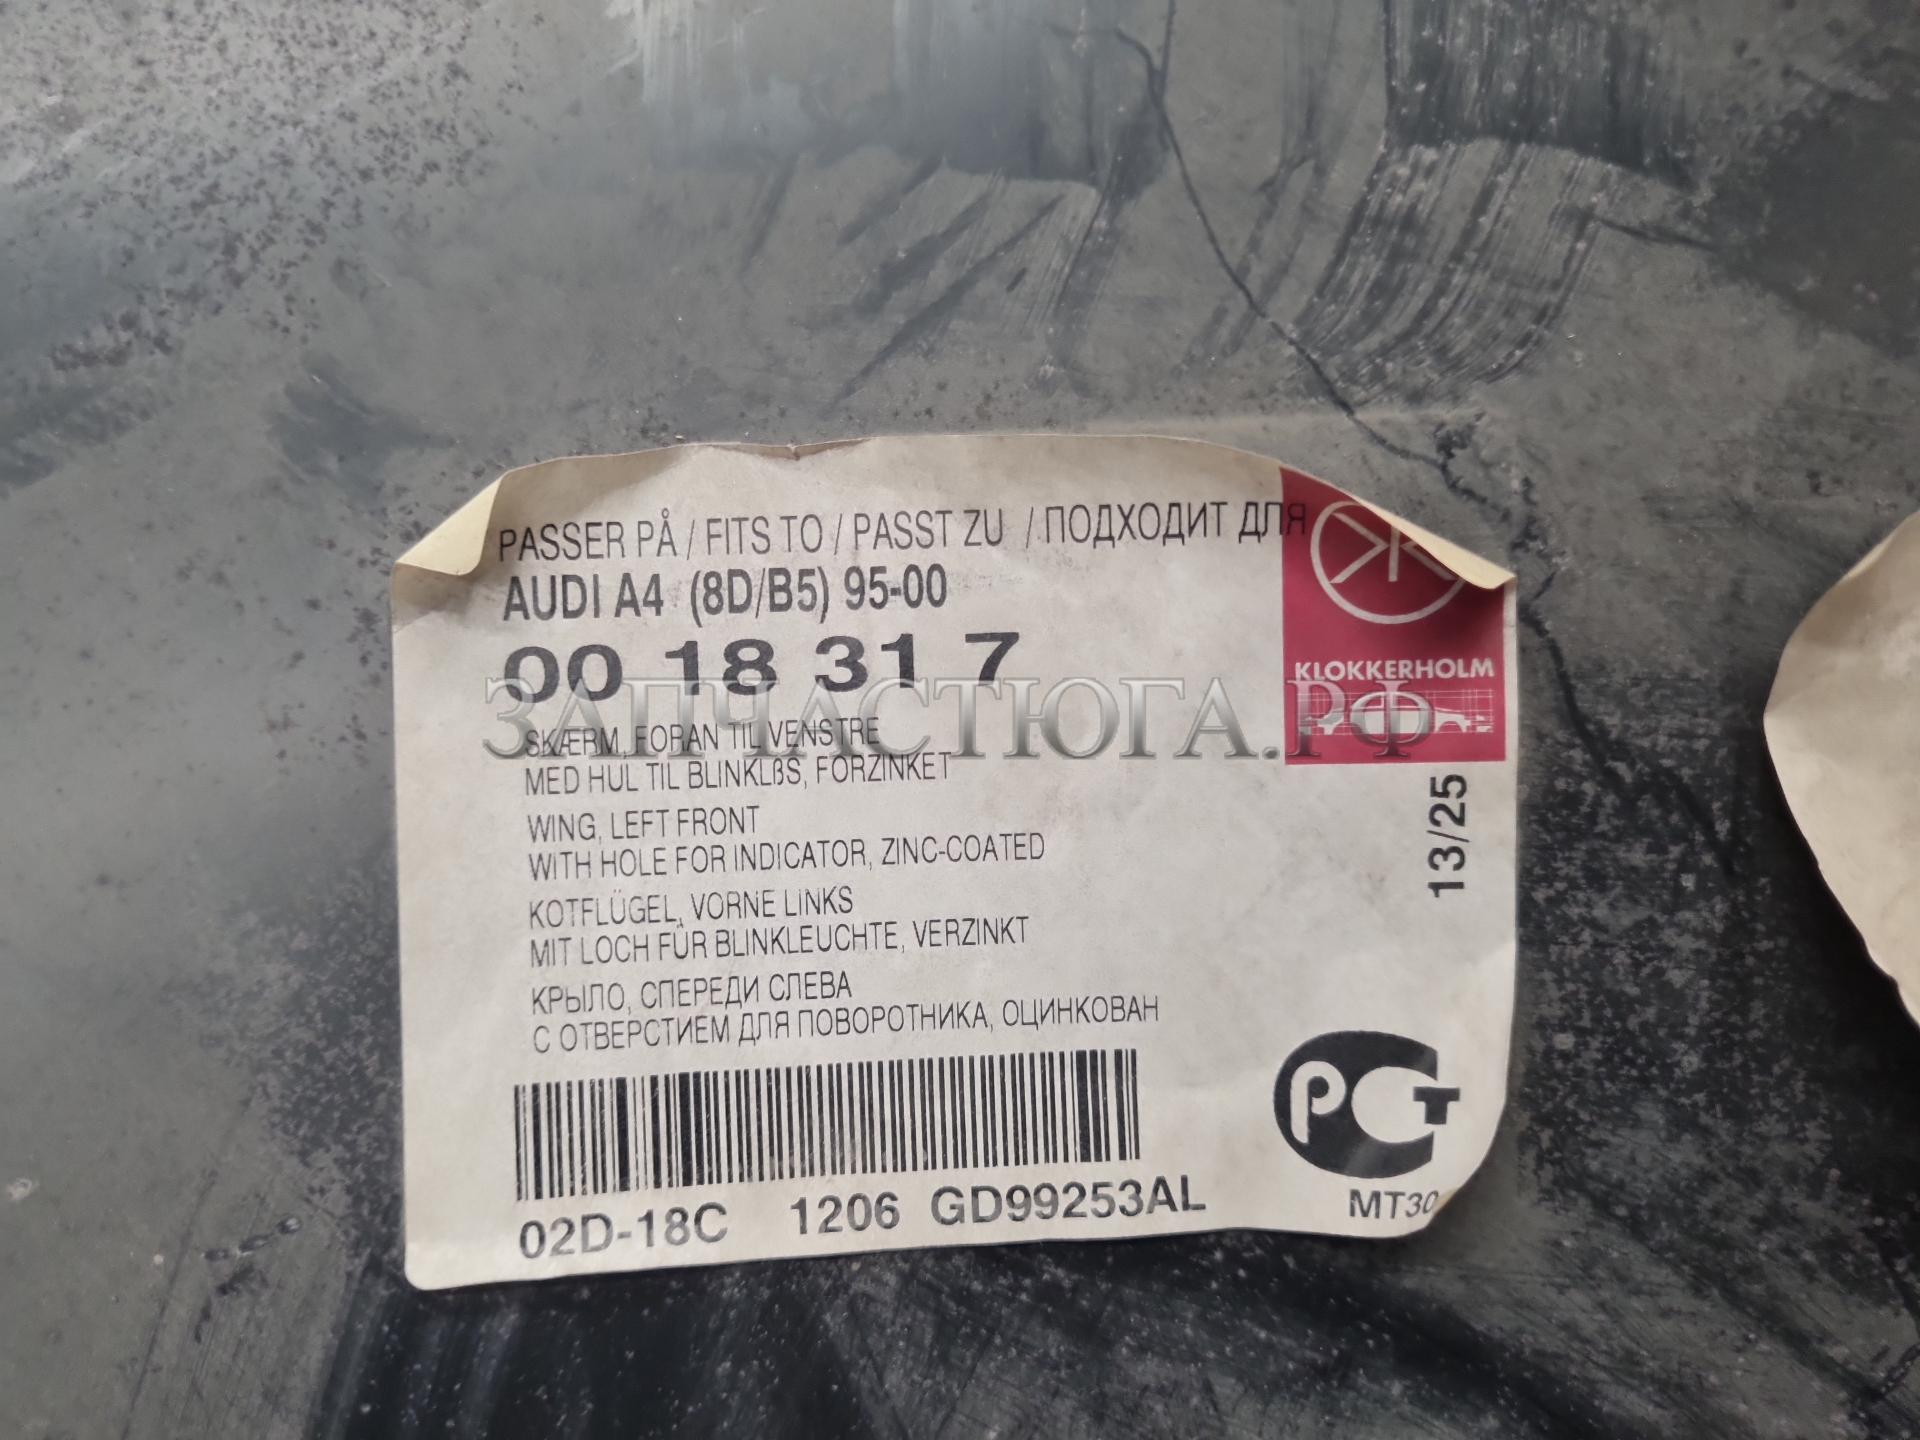 PASSER PÅ / FITS TO / PASST ZU / ПОДХОДИТ ДЛЯ
AUDI A4 (8D/B5) 95-00
00 18 31 7
KLOKKERHOLM
ЗАПЧАСТЮГА.РФ
SKÆRM, FORAN TIL VENSTRE
MED HUL TIL BLINKLßS, FORZINKET
WING, LEFT FRONT
WITH HOLE FOR INDICATOR, ZINC-COATED
KOTFLÜGEL, VORNE LINKS
MIT LOCH FÜR BLINKLEUCHTE, VERZINKT
КРЫЛО, СПЕРЕДИ СЛЕВА
С ОТВЕРСТИЕМ ДЛЯ ПОВОРОТНИКА, ОЦИНКОВАН
13/25
РСТ
МТ30
02D-18C 1206 GD99253AL